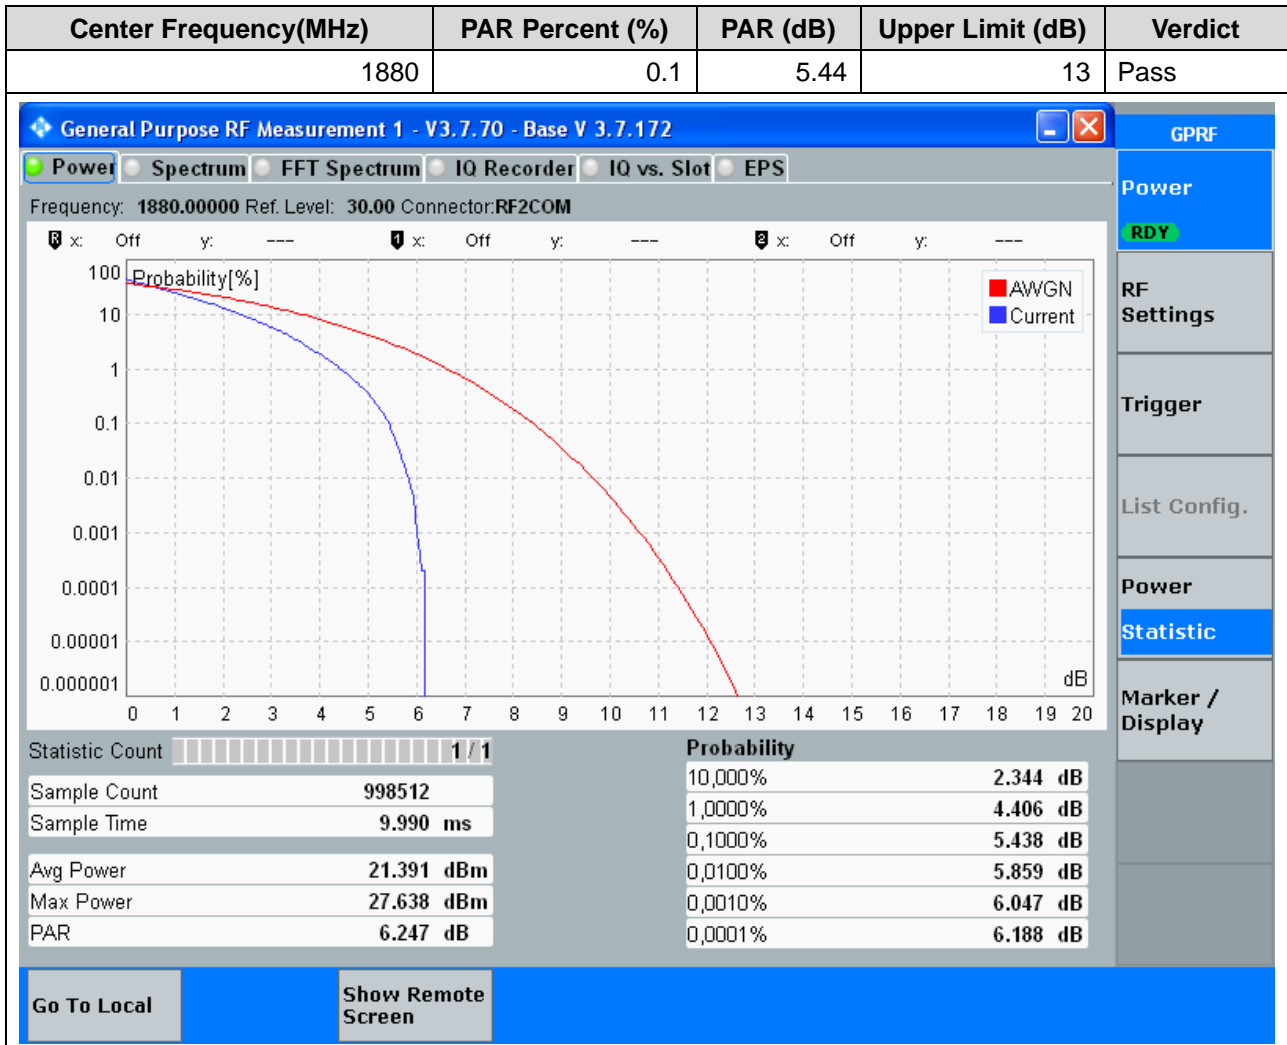 Center Frequency(MHz) PAR Percent (%) PAR (dB) Upper Limit (dB) Verdict
1880 0.1 5.44 13 Pass
General Purpose RF Measurement 1 - V3.7.70 - Base V 3.7.172
GPRF
Power Spectrum FFT Spectrum IQ Recorder IQ vs. Slot EPS
Frequency: 1880.00000 Ref. Level: 30.00 Connector:RF2COM
R x: Off y: --- 1 x: Off y: --- 2 x: Off y: ---
Probability[%]
AWGN
Current
100
10
1
0.1
0.01
0.001
0.0001
0.00001
0.000001
dB
0 1 2 3 4 5 6 7 8 9 10 11 12 13 14 15 16 17 18 19 20
Statistic Count 1 / 1
Sample Count 998512
Sample Time 9.990 ms
Avg Power 21.391 dBm
Max Power 27.638 dBm
PAR 6.247 dB
Probability
10,000% 2.344 dB
1,0000% 4.406 dB
0,1000% 5.438 dB
0,0100% 5.859 dB
0,0010% 6.047 dB
0,0001% 6.188 dB
Power
RDY
RF
Settings
Trigger
List Config.
Power
Statistic
Marker /
Display
Go To Local
Show Remote
Screen